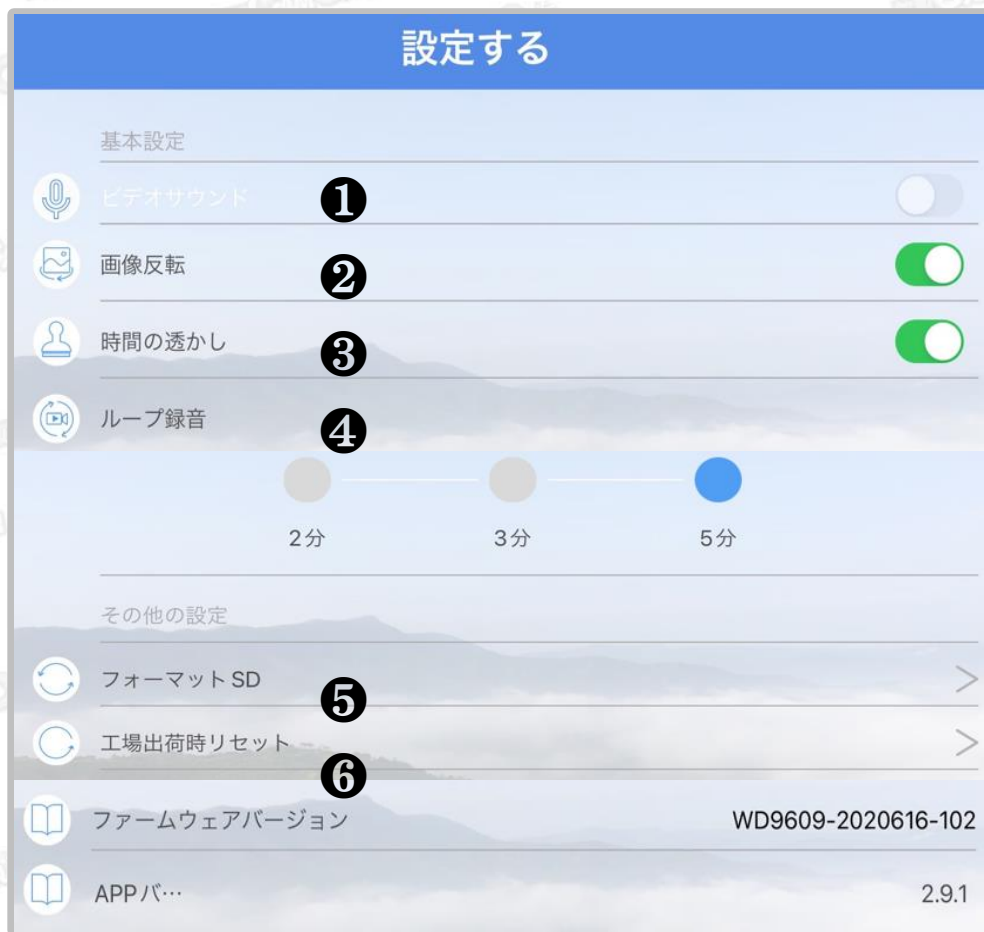 設定する
基本設定
ビデオサウンド ❶
画像反転 ❷
時間の透かし ❸
ループ録音 ❹
2分 3分 5分
その他の設定
フォーマット SD ❺
工場出荷時リセット ❻
ファームウェアバージョン WD9609-2020616-102
APPバ… 2.9.1